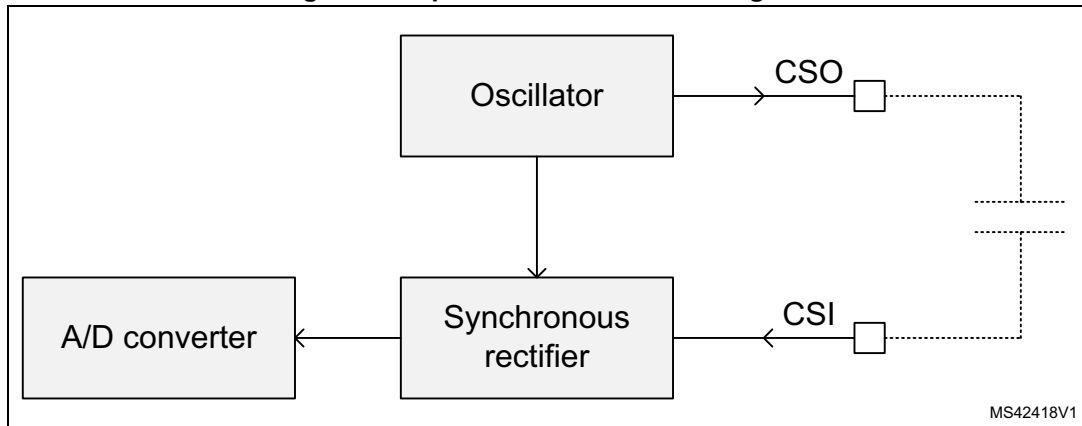 Oscillator
CSO
A/D converter
Synchronous
rectifier
CSI
MS42418V1